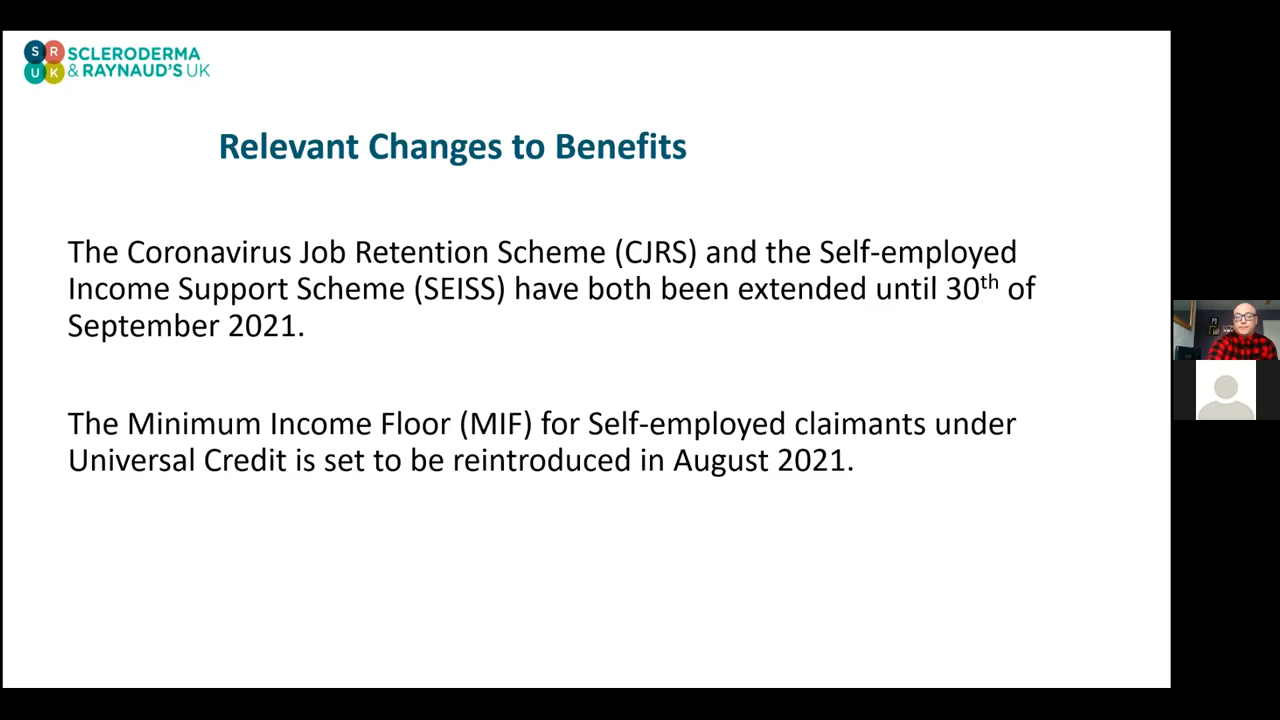 S R
U K
SCLERODERMA
& RAYNAUD'S UK
Relevant Changes to Benefits
The Coronavirus Job Retention Scheme (CJRS) and the Self-employed
Income Support Scheme (SEISS) have both been extended until 30th of
September 2021.
The Minimum Income Floor (MIF) for Self-employed claimants under
Universal Credit is set to be reintroduced in August 2021.